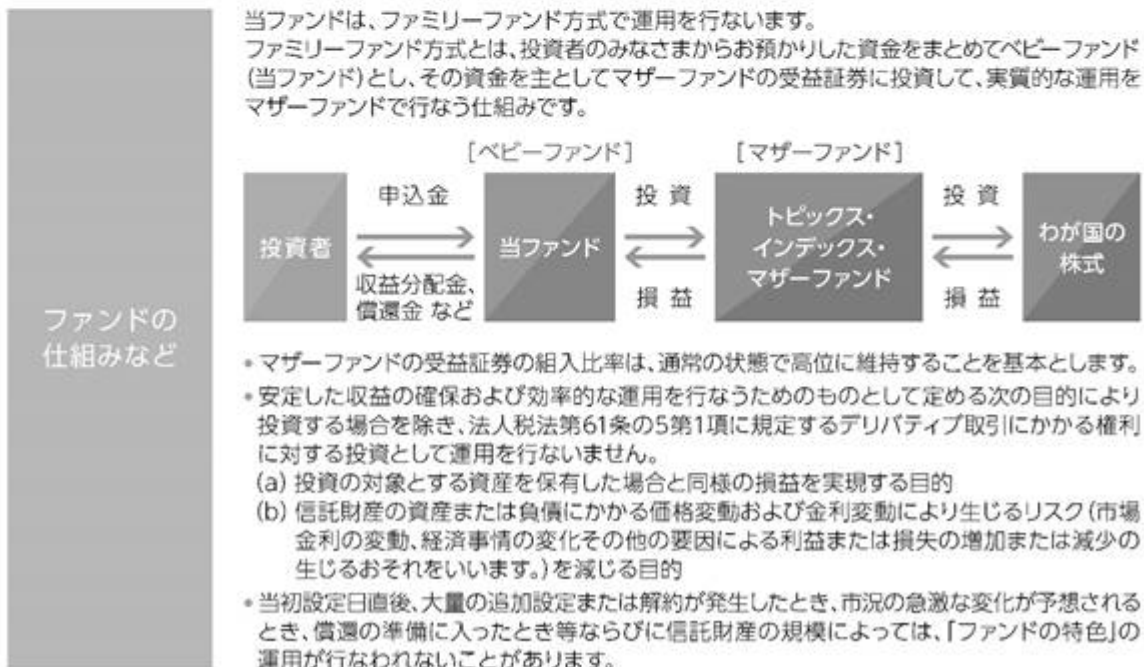 当ファンドは、ファミリーファンド方式で運用を行ないます。
ファミリーファンド方式とは、投資者のみなさまからお預かりした資金をまとめてベビーファンド
(当ファンド)とし、その資金を主としてマザーファンドの受益証券に投資して、実質的な運用を
マザーファンドで行なう仕組みです。
[ベビーファンド]
[マザーファンド]
投資者
申込金
収益分配金、
償還金 など
当ファンド
投 資
損 益
トピックス・
インデックス・
マザーファンド
投 資
損 益
わが国の
株式
ファンドの
仕組みなど
• マザーファンドの受益証券の組入比率は、通常の状態で高位に維持することを基本とします。
• 安定した収益の確保および効率的な運用を行なうためのものとして定める次の目的により
投資する場合を除き、法人税法第61条の5第1項に規定するデリバティブ取引にかかる権利
に対する投資として運用を行ないません。
(a) 投資の対象とする資産を保有した場合と同様の損益を実現する目的
(b) 信託財産の資産または負債にかかる価格変動および金利変動により生じるリスク(市場
金利の変動、経済事情の変化その他の要因による利益または損失の増加または減少の
生じるおそれをいいます。)を減じる目的
• 当初設定日直後、大量の追加設定または解約が発生したとき、市況の急激な変化が予想される
とき、償還の準備に入ったとき等ならびに信託財産の規模によっては、「ファンドの特色」の
運用が行なわれないことがあります。